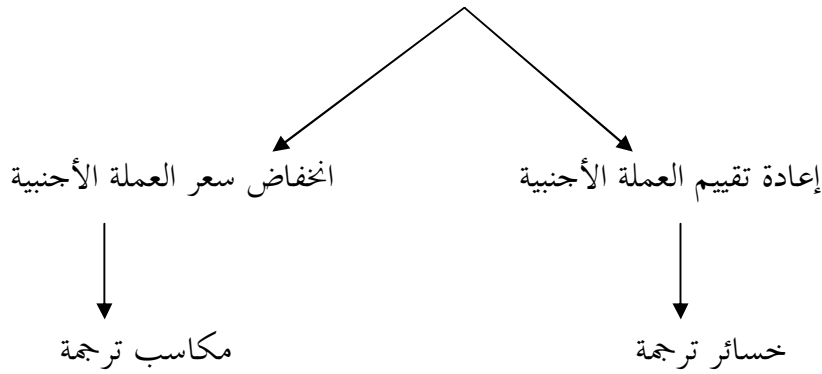 إعادة تقييم العملة الأجنبية
انخفاض سعر العملة الأجنبية
خسائر ترجمة
مكاسب ترجمة